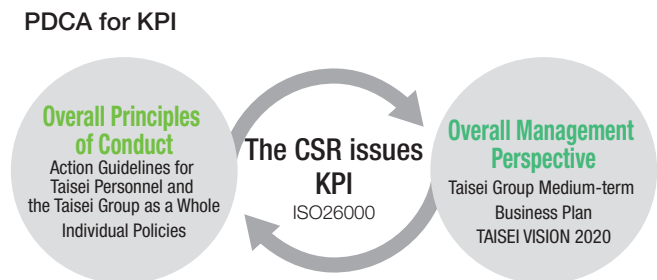 PDCA for KPI
Overall Principles
of Conduct
Action Guidelines for
Taisei Personnel and
the Taisei Group as a Whole
Individual Policies
The CSR issues
KPI
ISO26000
Overall Management
Perspective
Taisei Group Medium-term
Business Plan
TAISEI VISION 2020